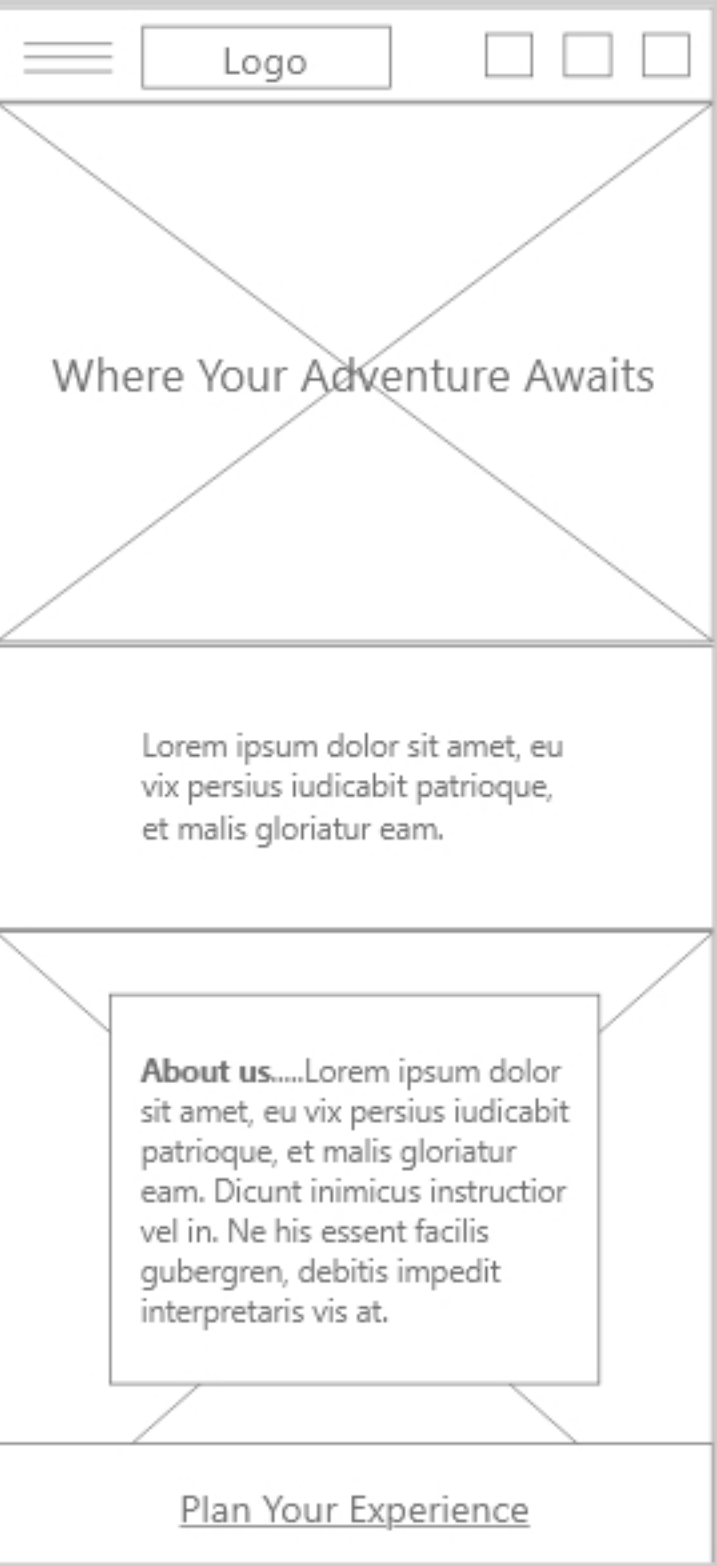 Logo
Where Your Adventure Awaits
Lorem ipsum dolor sit amet, eu
vix persius iudicabit patrioque,
et malis gloriatur eam.
About us.....Lorem ipsum dolor
sit amet, eu vix persius iudicabit
patrioque, et malis gloriatur
eam. Dicunt inimicus instructior
vel in. Ne his essent facilis
gubergren, debitis impedit
interpretaris vis at.
Plan Your Experience